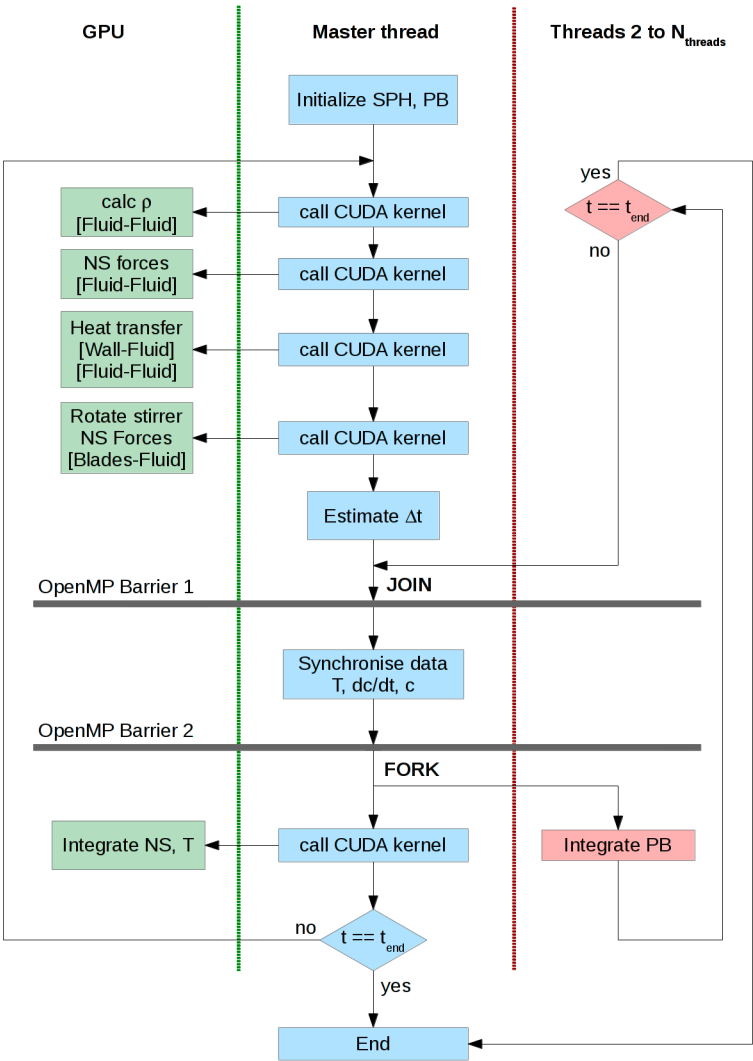 GPU
Master thread
Threads 2 to Nthreads
Initialize SPH, PB
yes
calc ρ
[Fluid-Fluid]
call CUDA kernel
t == tend
no
NS forces
[Fluid-Fluid]
call CUDA kernel
Heat transfer
[Wall-Fluid]
[Fluid-Fluid]
call CUDA kernel
Rotate stirrer
NS Forces
[Blades-Fluid]
call CUDA kernel
Estimate Δt
OpenMP Barrier 1
JOIN
Synchronise data
T, dc/dt, c
OpenMP Barrier 2
FORK
Integrate NS, T
call CUDA kernel
Integrate PB
no
t == tend
yes
End